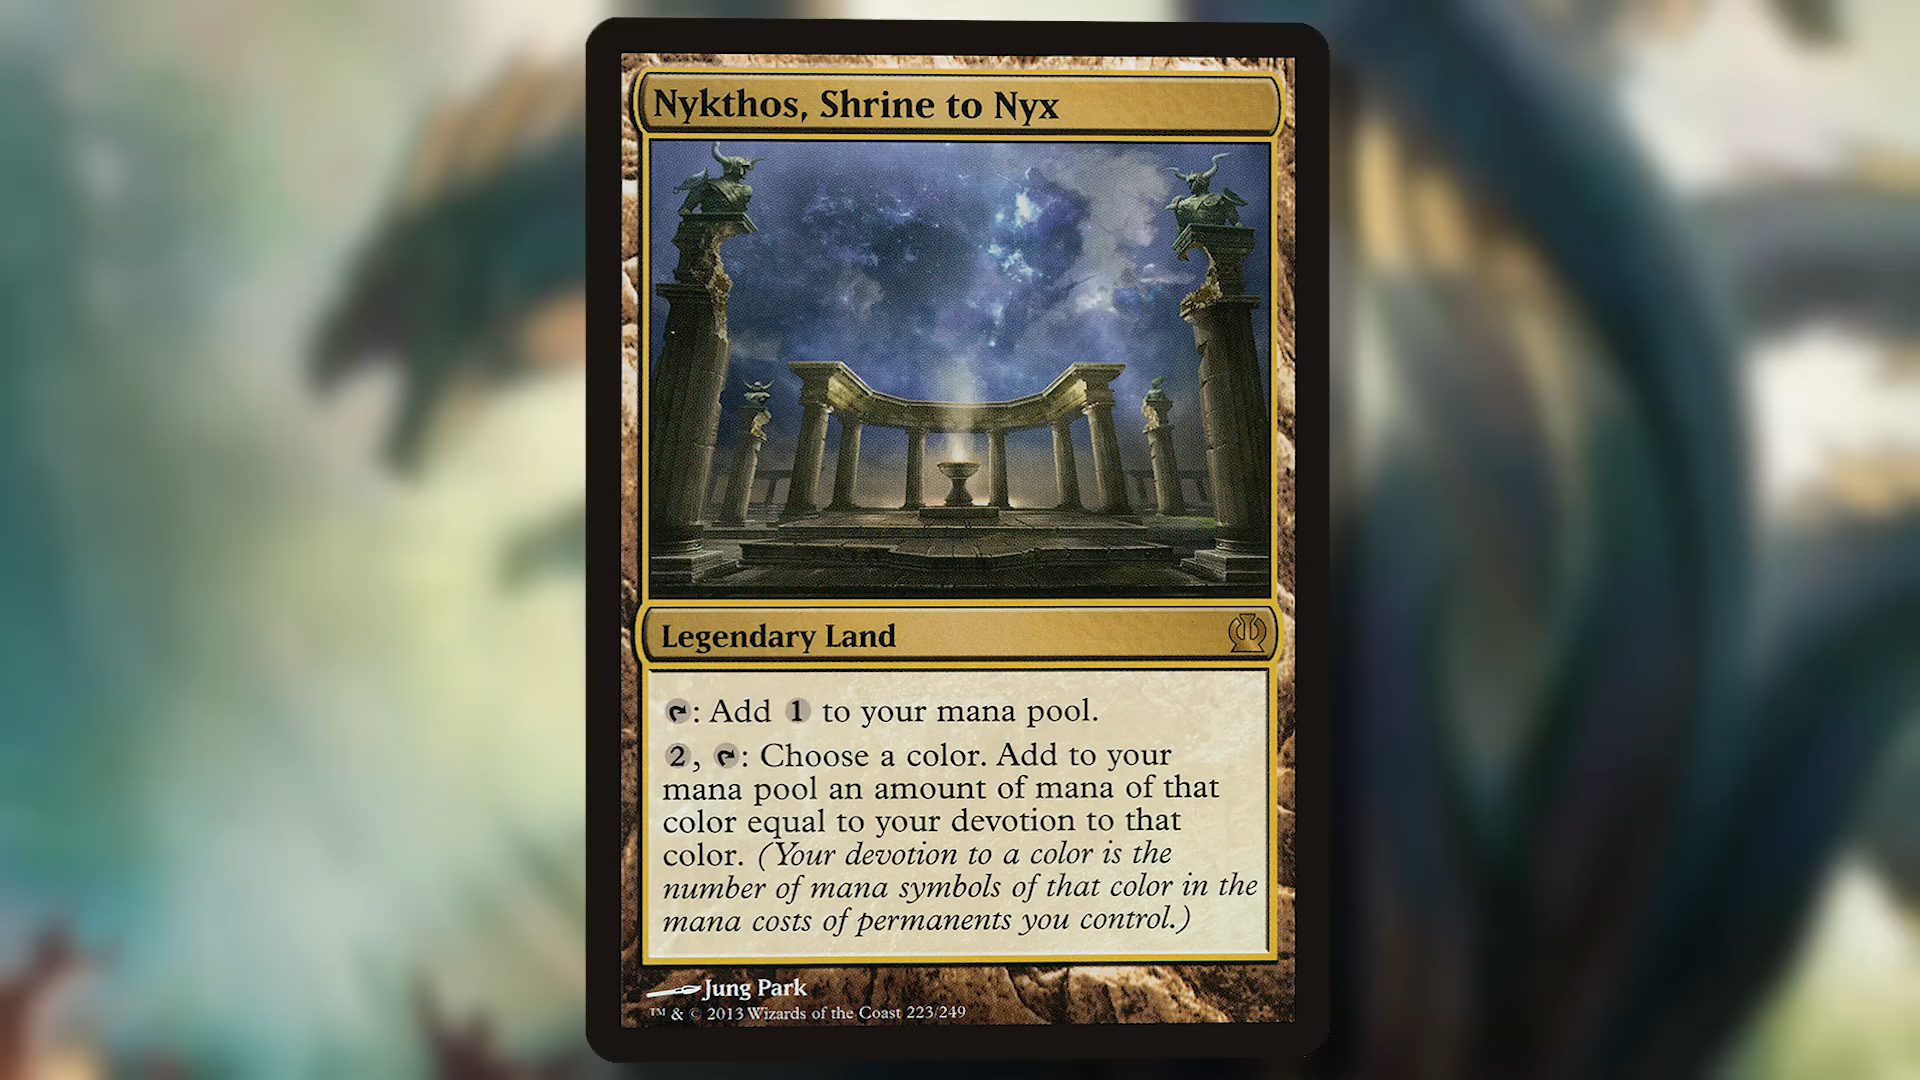 Nykthos, Shrine to Nyx
Legendary Land
: Add 1 to your mana pool.
2, : Choose a color. Add to your
mana pool an amount of mana of that
color equal to your devotion to that
color. (Your devotion to a color is the
number of mana symbols of that color in the
mana costs of permanents you control.)
Jung Park
™ & © 2013 Wizards of the Coast 223/249